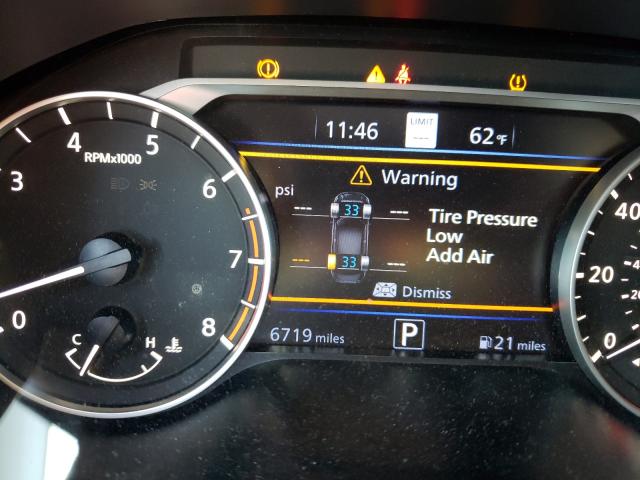 11:46 LIMIT --- 62°F
Warning
psi
--- 33 ---
Tire Pressure
Low
Add Air
--- 33 ---
Dismiss
6719 miles P 21 miles
RPMx1000
0
3
4
5
6
7
8
C H
40
20
0